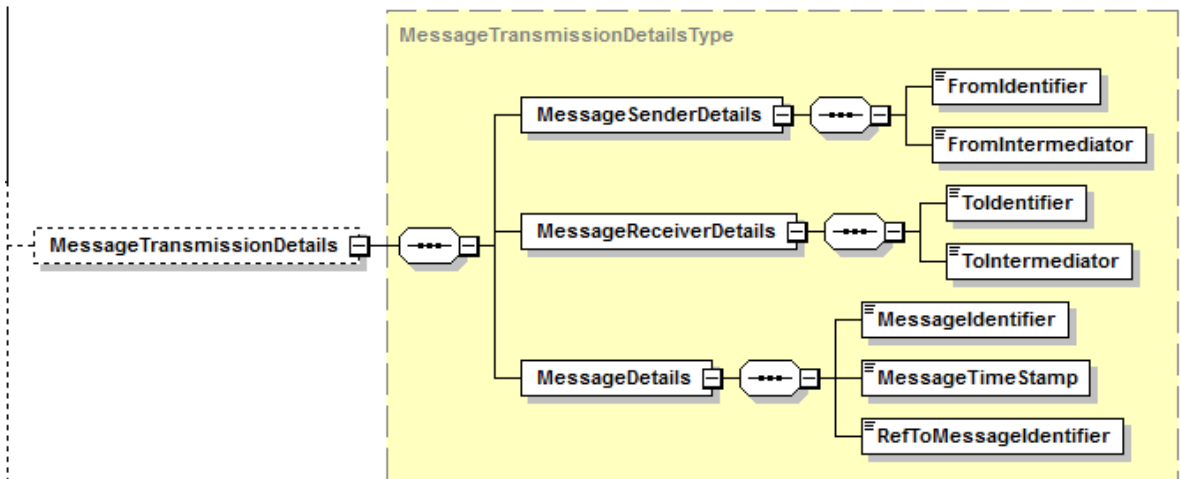 MessageTransmissionDetailsType
MessageTransmissionDetails
MessageSenderDetails
FromIdentifier
FromIntermediator
MessageReceiverDetails
ToIdentifier
ToIntermediator
MessageDetails
MessageIdentifier
MessageTimeStamp
RefToMessageIdentifier